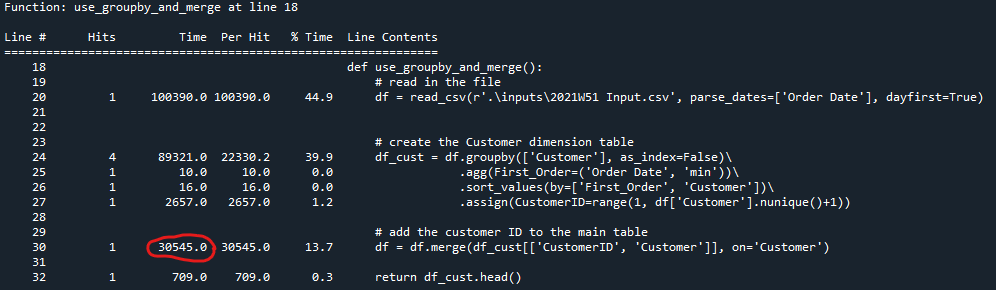 Function: use_groupby_and_merge at line 18
Line #      Hits         Time  Per Hit   % Time  Line Contents
==============================================================
    18                                           def use_groupby_and_merge():
    19                                               # read in the file
    20         1     100390.0 100390.0     44.9      df = read_csv(r'.\inputs\2021W51 Input.csv', parse_dates=['Order Date'], dayfirst=True)
    21
    22
    23                                               # create the Customer dimension table
    24         4      89321.0  22330.2     39.9      df_cust = df.groupby(['Customer'], as_index=False)\
    25         1         10.0     10.0      0.0                  .agg(First_Order=('Order Date', 'min'))\
    26         1         16.0     16.0      0.0                  .sort_values(by=['First_Order', 'Customer'])\
    27         1       2657.0   2657.0      1.2                  .assign(CustomerID=range(1, df['Customer'].nunique()+1))
    28
    29                                               # add the customer ID to the main table
    30         1      30545.0  30545.0     13.7      df = df.merge(df_cust[['CustomerID', 'Customer']], on='Customer')
    31
    32         1        709.0    709.0      0.3      return df_cust.head()